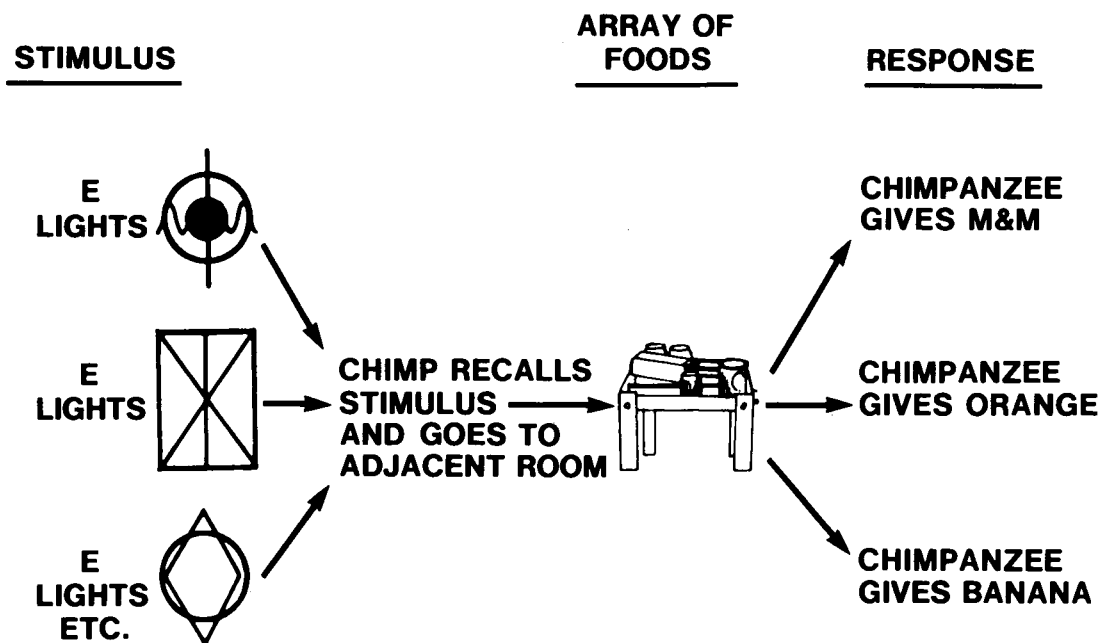 STIMULUS
ARRAY OF
FOODS
RESPONSE
E
LIGHTS
CHIMPANZEE
GIVES M&M
E
LIGHTS
CHIMP RECALLS
STIMULUS
AND GOES TO
ADJACENT ROOM
CHIMPANZEE
GIVES ORANGE
E
LIGHTS
ETC.
CHIMPANZEE
GIVES BANANA